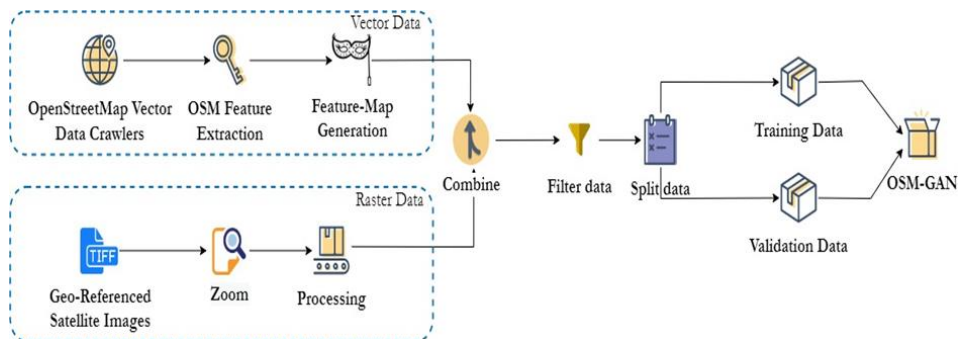 Vector Data
OpenStreetMap Vector
Data Crawlers
OSM Feature
Extraction
Feature-Map
Generation
Raster Data
TIFF
Geo-Referenced
Satellite Images
Zoom
Processing
Combine
Filter data
Split data
Training Data
Validation Data
OSM-GAN